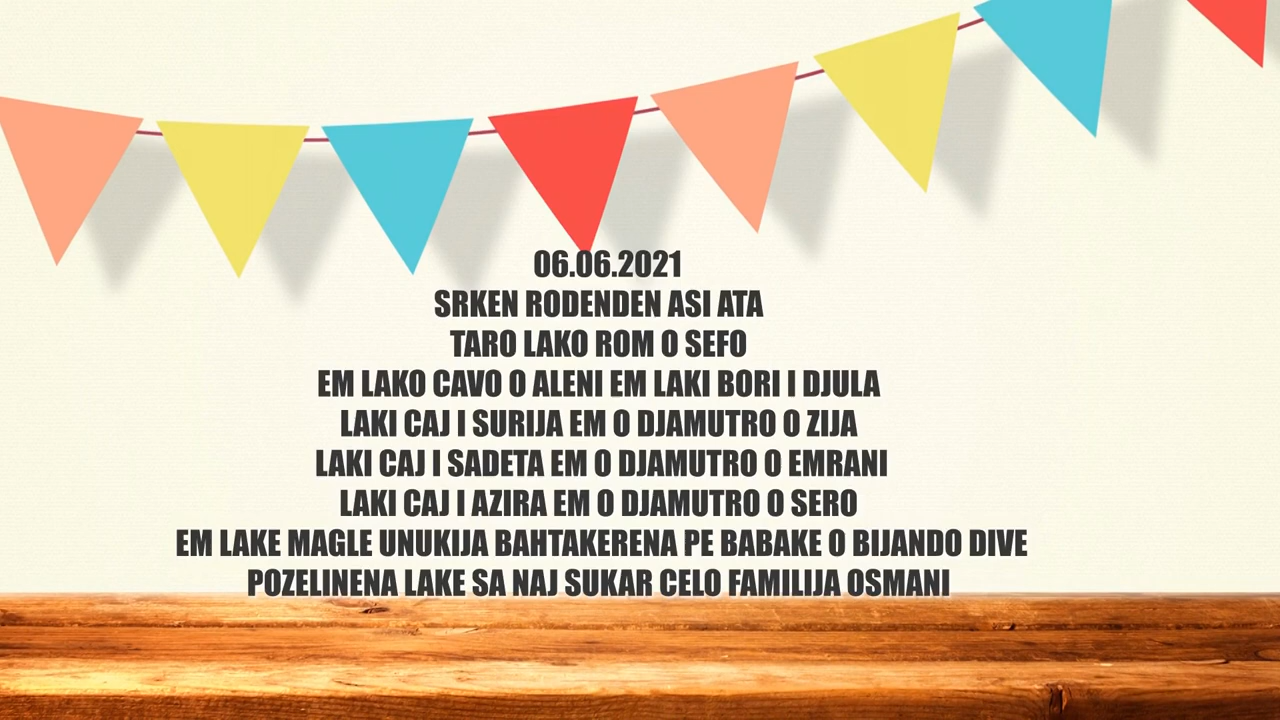 06.06.2021
SRKEN RODENDEN ASI ATA
TARO LAKO ROM O SEFO
EM LAKO CAVO O ALENI EM LAKI BORI I DJULA
LAKI CAJ I SURIJA EM O DJAMUTRO O ZIJA
LAKI CAJ I SADETA EM O DJAMUTRO O EMRANI
LAKI CAJ I AZIRA EM O DJAMUTRO O SERO
EM LAKE MAGLE UNUKIJA BAHTAKERENA PE BABAKE O BIJANDO DIVE
POZELINENA LAKE SA NAJ SUKAR CELO FAMILIJA OSMANI